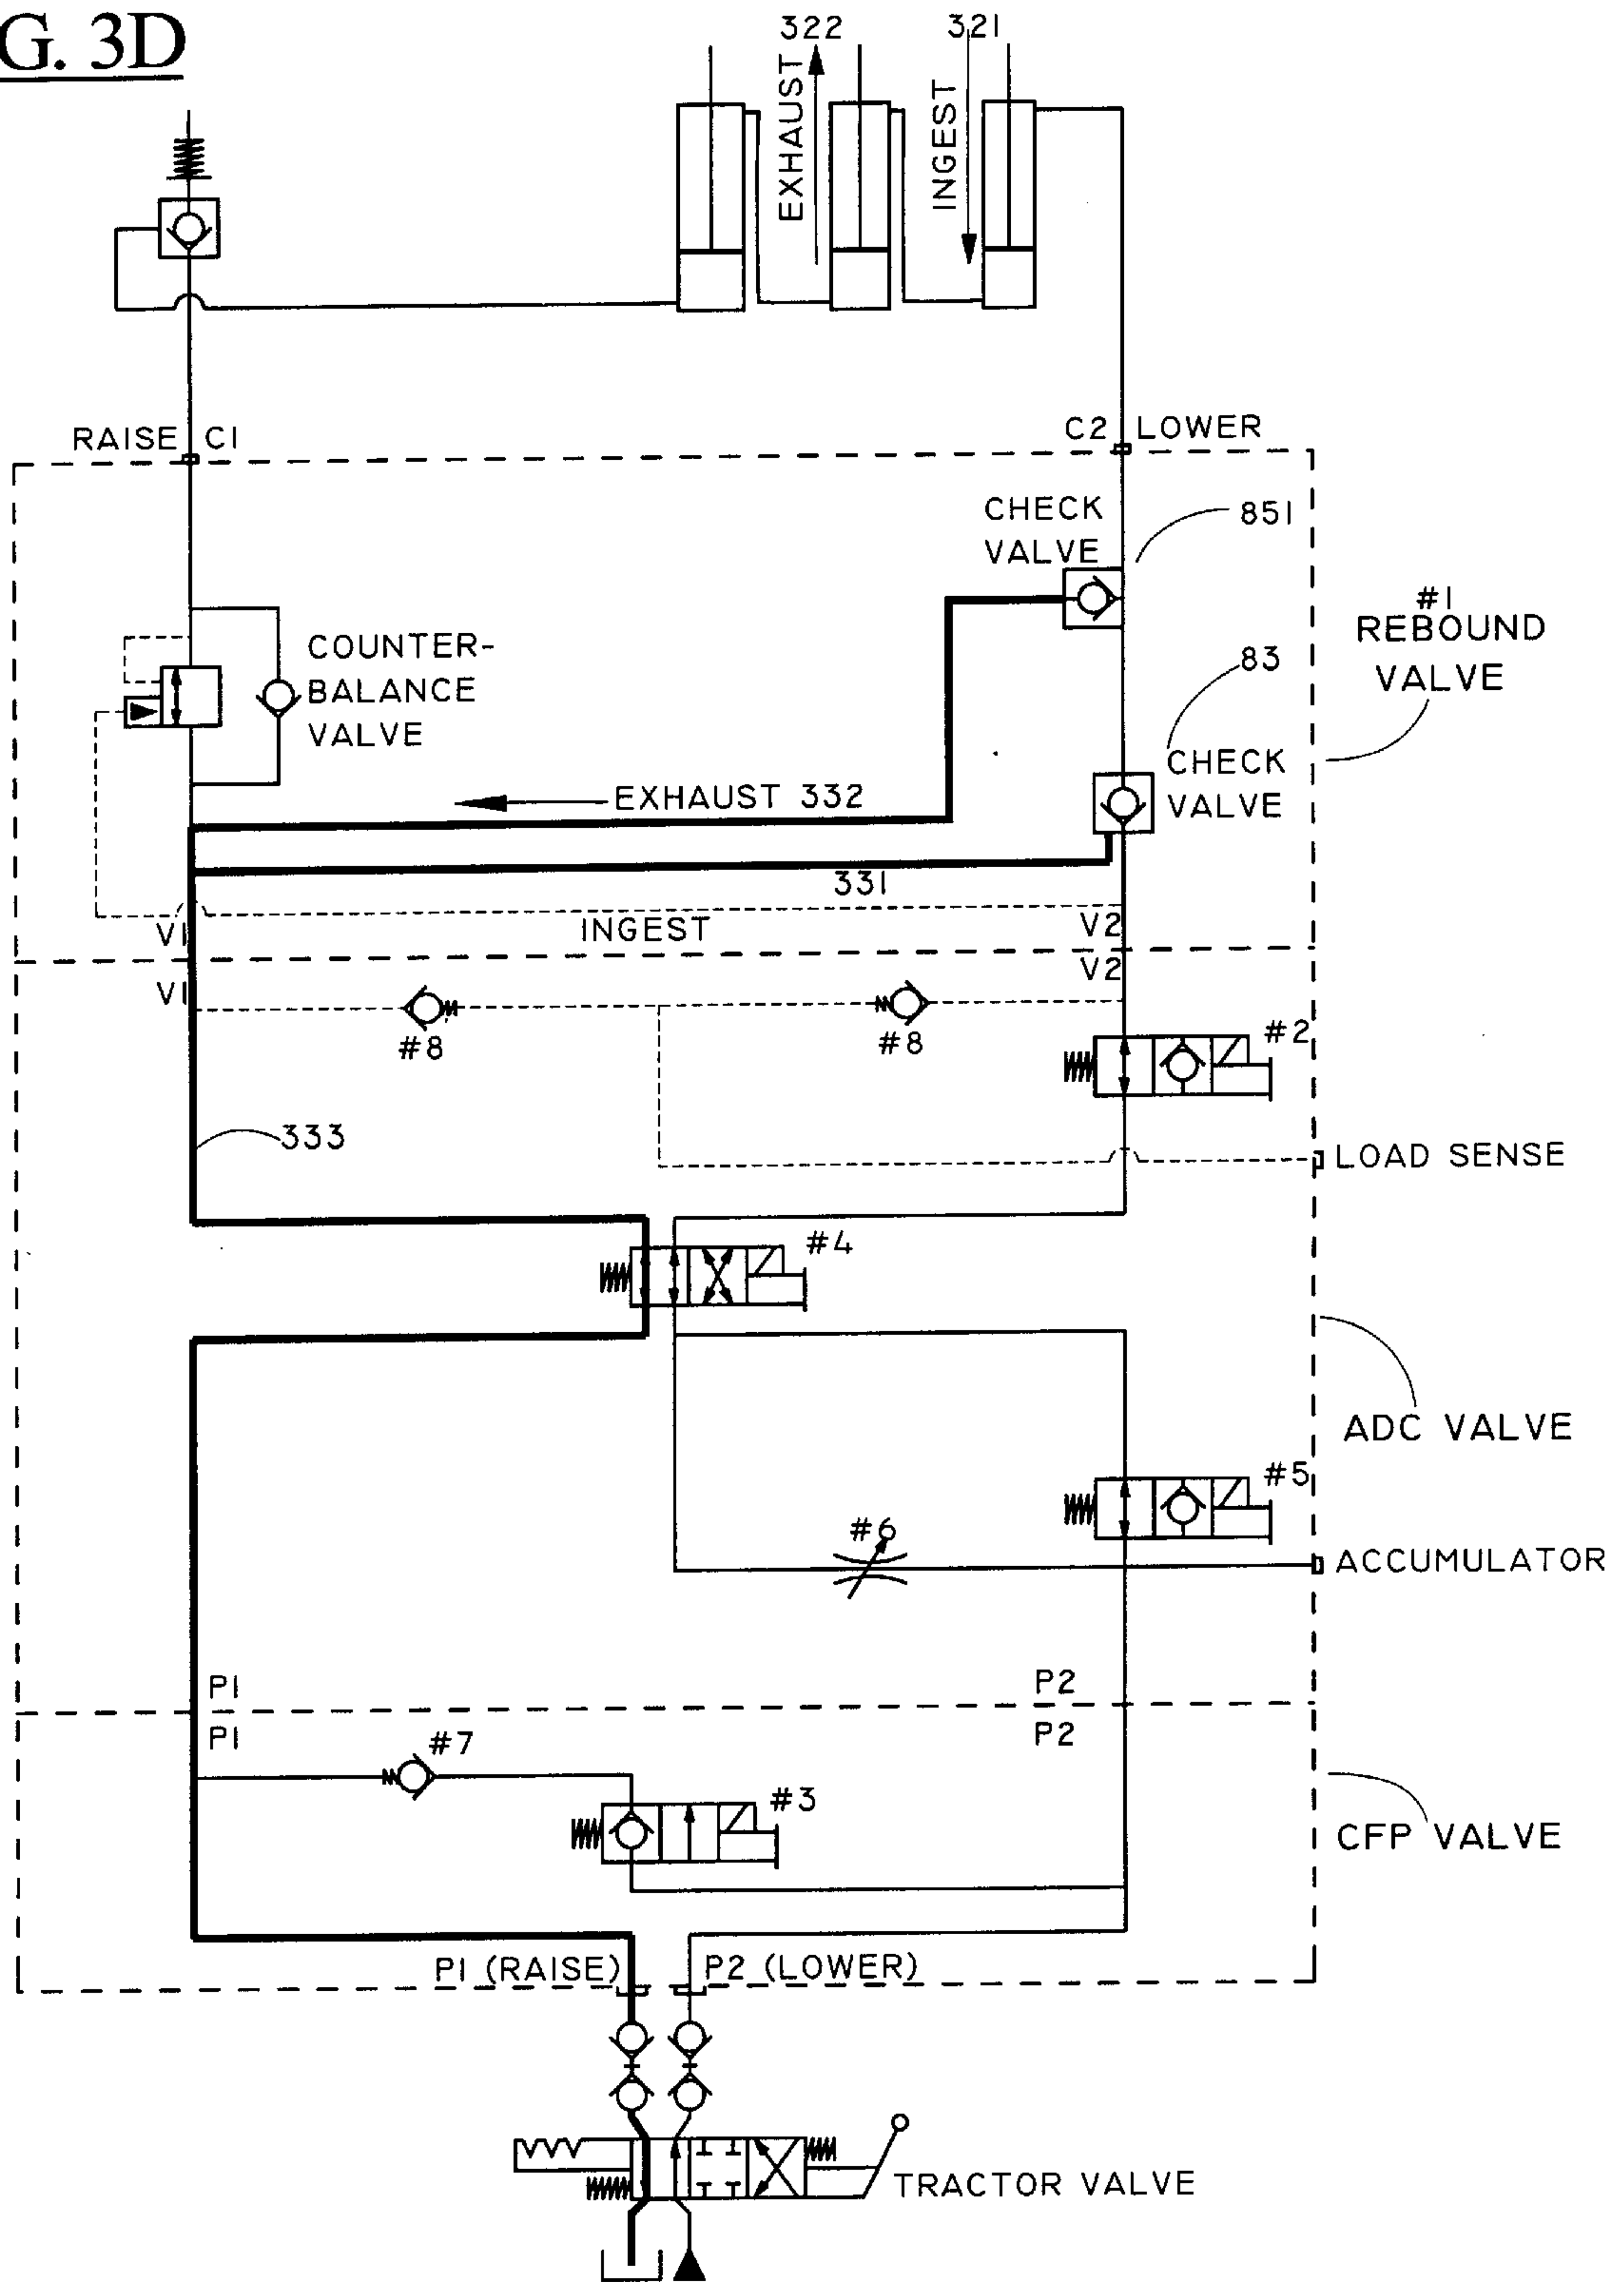 G. 3D
322
321
EXHAUST
INGEST
RAISE C1
C2 LOWER
CHECK
VALVE
851
#1
REBOUND
VALVE
COUNTER-
BALANCE
VALVE
83
CHECK
VALVE
EXHAUST 332
331
V1
INGEST
V2
V1
V2
#8
#8
#2
333
LOAD SENSE
#4
ADC VALVE
#5
#6
ACCUMULATOR
P1
P2
P1
P2
#7
#3
CFP VALVE
P1 (RAISE)
P2 (LOWER)
TRACTOR VALVE